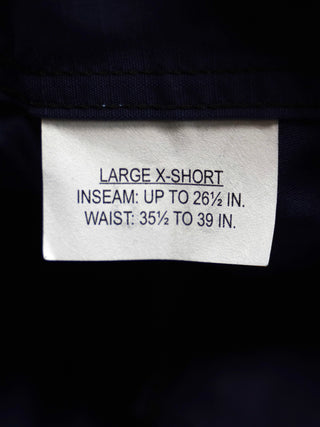 LARGE X-SHORT
INSEAM: UP TO 26½ IN.
WAIST: 35½ TO 39 IN.